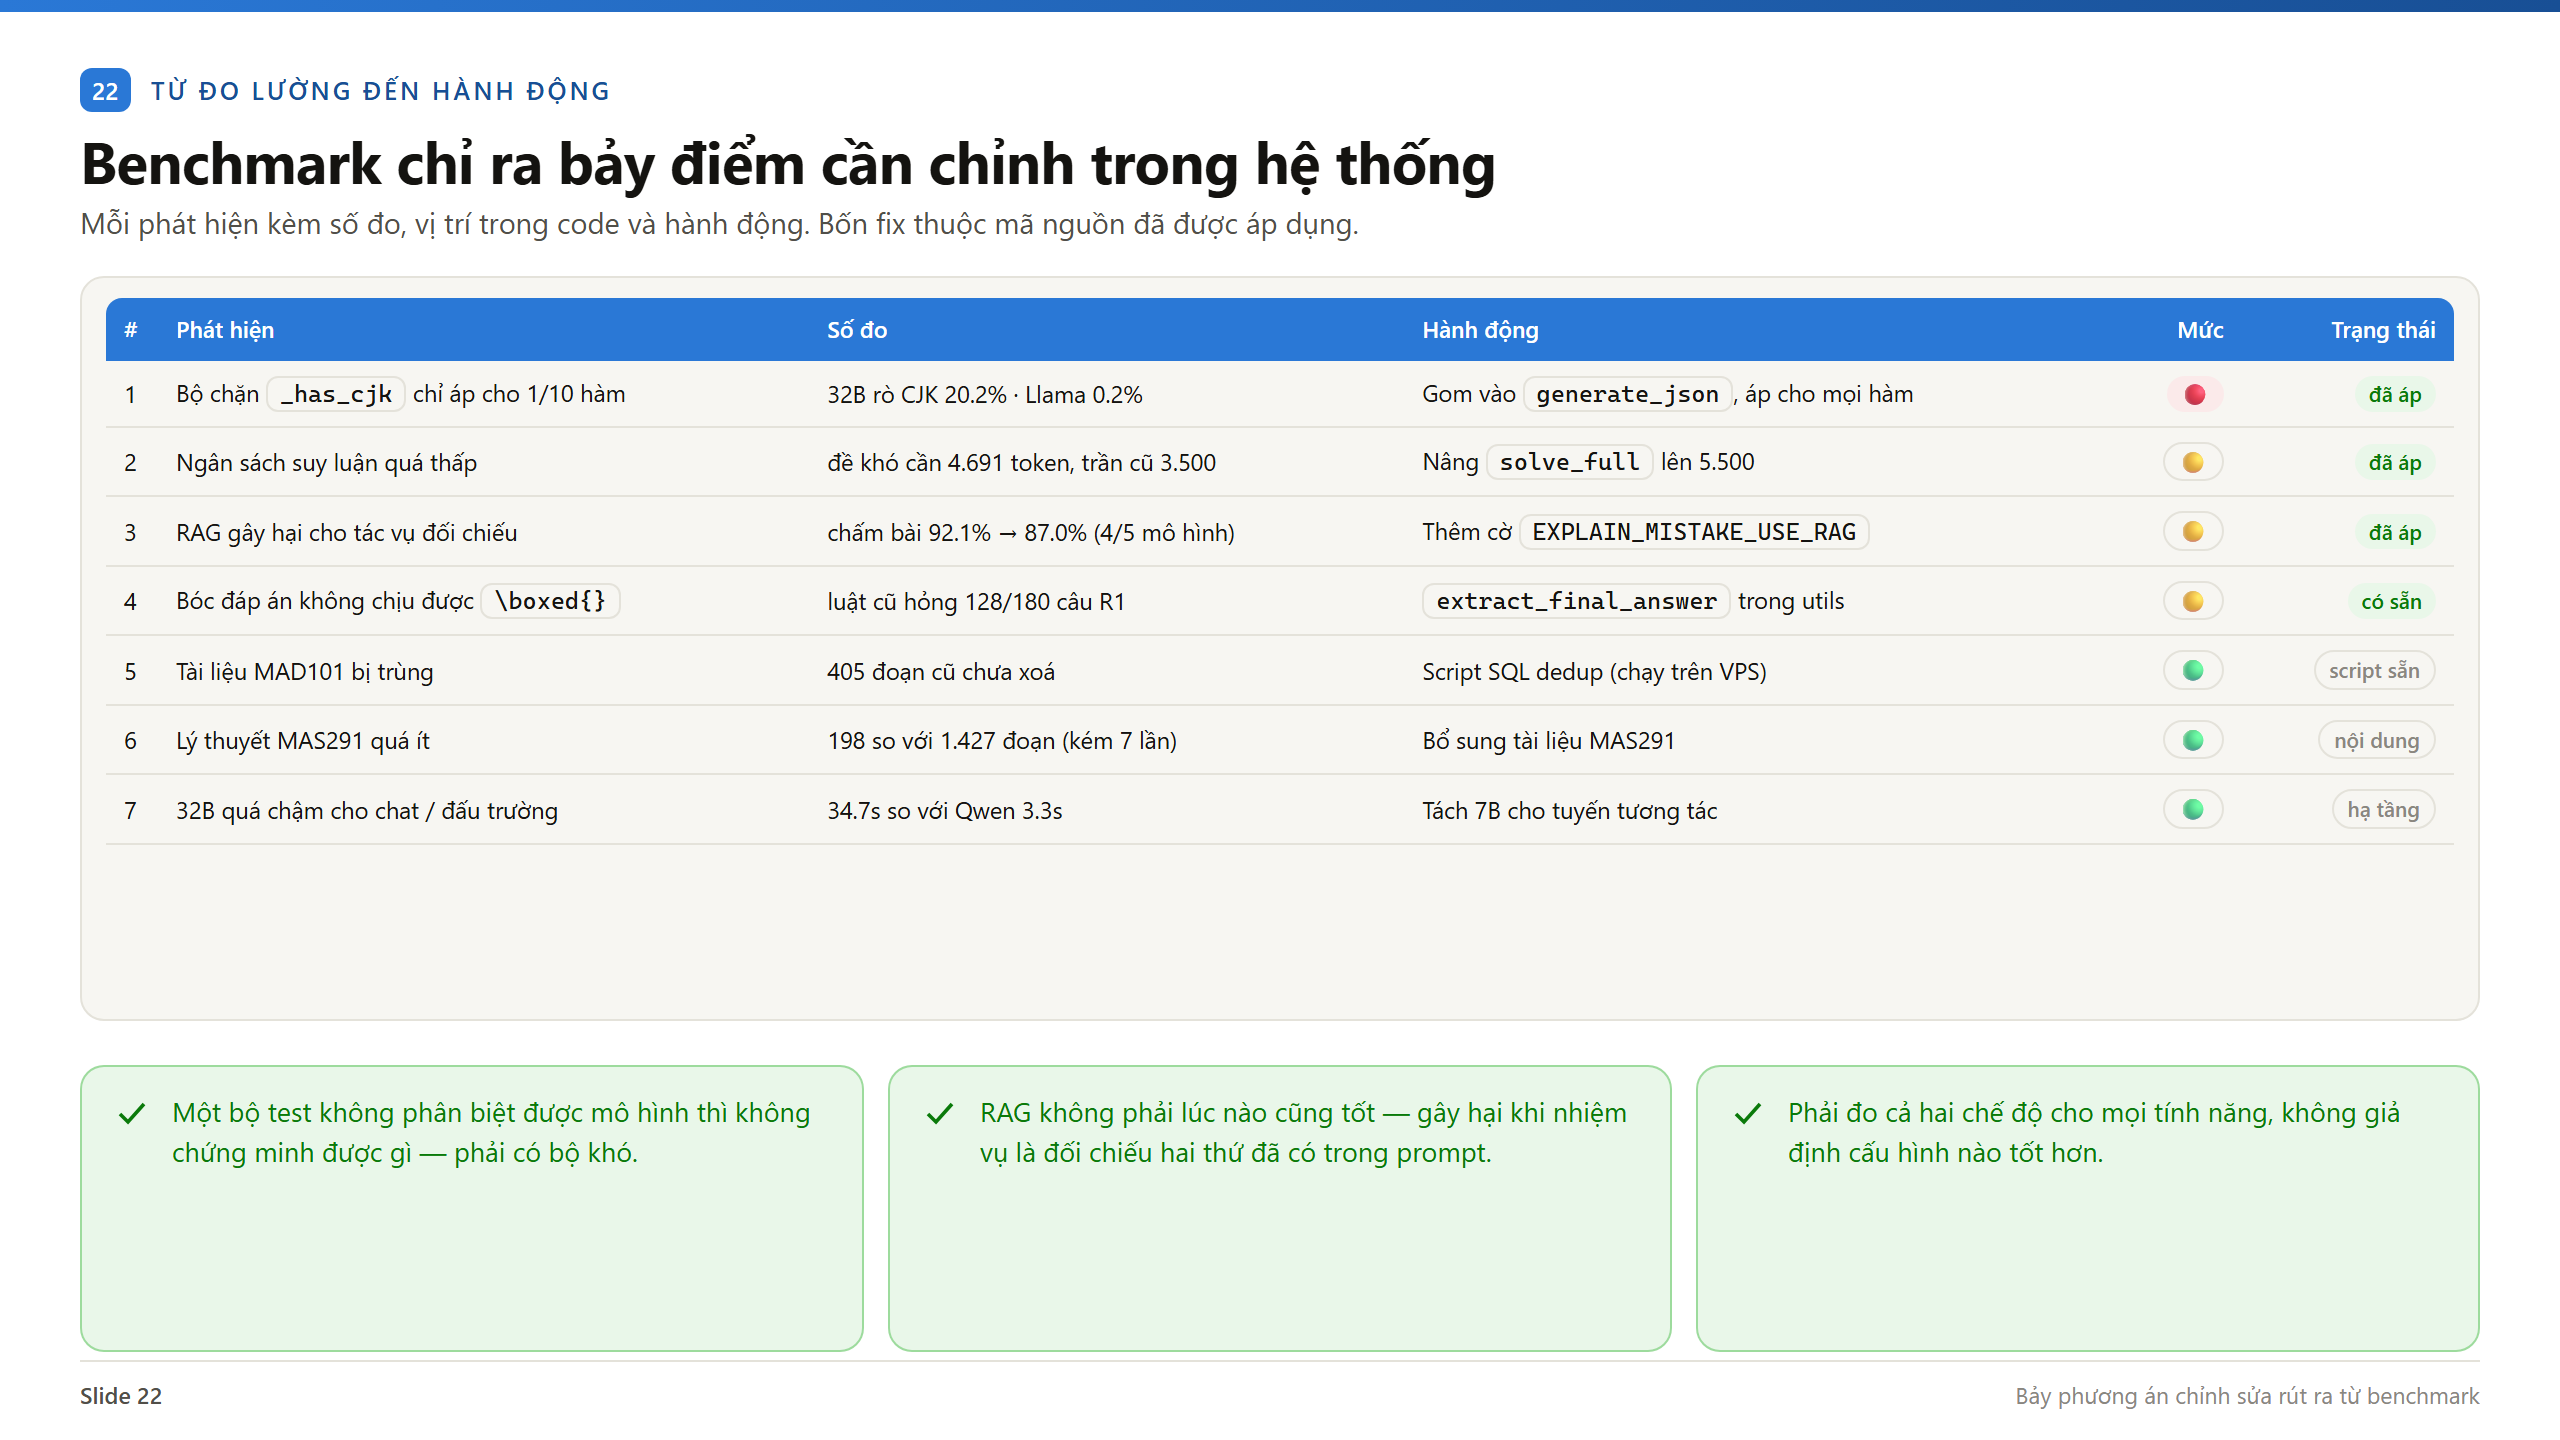 22 TỪ ĐO LƯỜNG ĐẾN HÀNH ĐỘNG
Benchmark chỉ ra bảy điểm cần chỉnh trong hệ thống
Mỗi phát hiện kèm số đo, vị trí trong code và hành động. Bốn fix thuộc mã nguồn đã được áp dụng.
# Phát hiện Số đo Hành động Mức Trạng thái
1 Bộ chặn _has_cjk chỉ áp cho 1/10 hàm 32B rò CJK 20.2% · Llama 0.2% Gom vào generate_json, áp cho mọi hàm đã áp
2 Ngân sách suy luận quá thấp đề khó cần 4.691 token, trần cũ 3.500 Nâng solve_full lên 5.500 đã áp
3 RAG gây hại cho tác vụ đối chiếu chấm bài 92.1% → 87.0% (4/5 mô hình) Thêm cờ EXPLAIN_MISTAKE_USE_RAG đã áp
4 Bóc đáp án không chịu được \boxed{} luật cũ hỏng 128/180 câu R1 extract_final_answer trong utils có sẵn
5 Tài liệu MAD101 bị trùng 405 đoạn cũ chưa xoá Script SQL dedup (chạy trên VPS) script sẵn
6 Lý thuyết MAS291 quá ít 198 so với 1.427 đoạn (kém 7 lần) Bổ sung tài liệu MAS291 nội dung
7 32B quá chậm cho chat / đấu trường 34.7s so với Qwen 3.3s Tách 7B cho tuyến tương tác hạ tầng
Một bộ test không phân biệt được mô hình thì không
chứng minh được gì — phải có bộ khó.
RAG không phải lúc nào cũng tốt — gây hại khi nhiệm
vụ là đối chiếu hai thứ đã có trong prompt.
Phải đo cả hai chế độ cho mọi tính năng, không giả
định cấu hình nào tốt hơn.
Slide 22
Bảy phương án chỉnh sửa rút ra từ benchmark